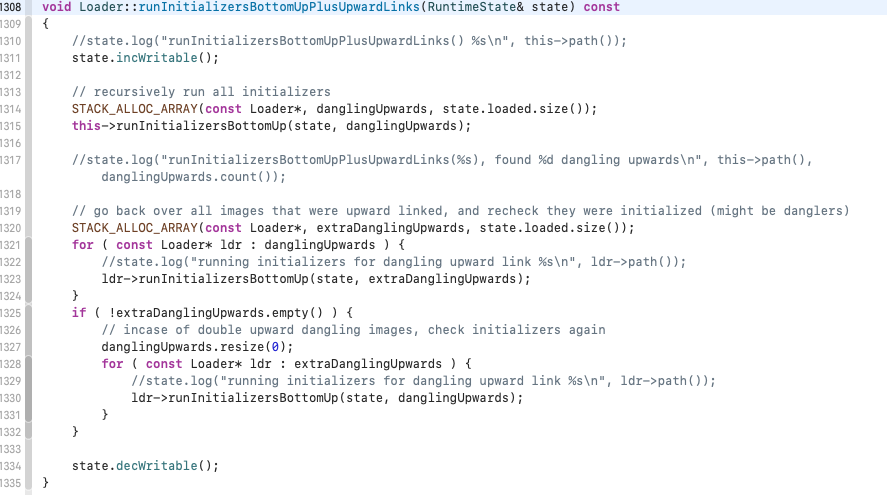 1308 void Loader::runInitializersBottomUpPlusUpwardLinks(RuntimeState& state) const
1309 {
1310     //state.log("runInitializersBottomUpPlusUpwardLinks() %s\n", this->path());
1311     state.incWritable();
1312
1313     // recursively run all initializers
1314     STACK_ALLOC_ARRAY(const Loader*, danglingUpwards, state.loaded.size());
1315     this->runInitializersBottomUp(state, danglingUpwards);
1316
1317     //state.log("runInitializersBottomUpPlusUpwardLinks(%s), found %d dangling upwards\n", this->path(),
        danglingUpwards.count());
1318
1319     // go back over all images that were upward linked, and recheck they were initialized (might be danglers)
1320     STACK_ALLOC_ARRAY(const Loader*, extraDanglingUpwards, state.loaded.size());
1321     for ( const Loader* ldr : danglingUpwards ) {
1322         //state.log("running initializers for dangling upward link %s\n", ldr->path());
1323         ldr->runInitializersBottomUp(state, extraDanglingUpwards);
1324     }
1325     if ( !extraDanglingUpwards.empty() ) {
1326         // incase of double upward dangling images, check initializers again
1327         danglingUpwards.resize(0);
1328         for ( const Loader* ldr : extraDanglingUpwards ) {
1329             //state.log("running initializers for dangling upward link %s\n", ldr->path());
1330             ldr->runInitializersBottomUp(state, danglingUpwards);
1331         }
1332     }
1333
1334     state.decWritable();
1335 }